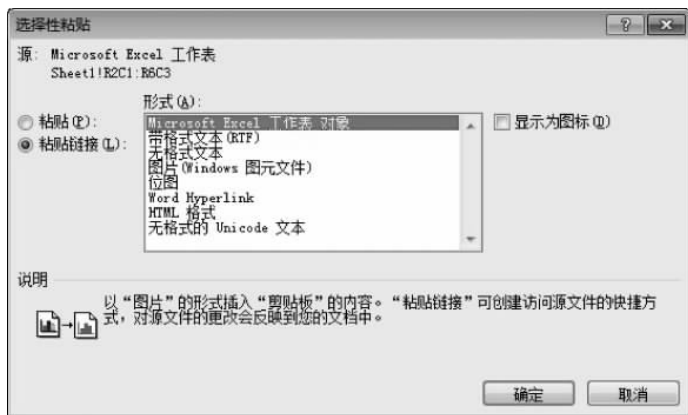 选择性粘贴
源: Microsoft Excel 工作表
Sheet1!R2C1:R6C3
形式(A):
粘贴(P):
粘贴链接(L):
Microsoft Excel 工作表 对象
带格式文本(RTF)
无格式文本
图片(Windows 图元文件)
位图
Word Hyperlink
HTML 格式
无格式的 Unicode 文本
显示为图标(D)
说明
以“图片”的形式插入“剪贴板”的内容。“粘贴链接”可创建访问源文件的快捷方
式，对源文件的更改会反映到您的文档中。
确定
取消